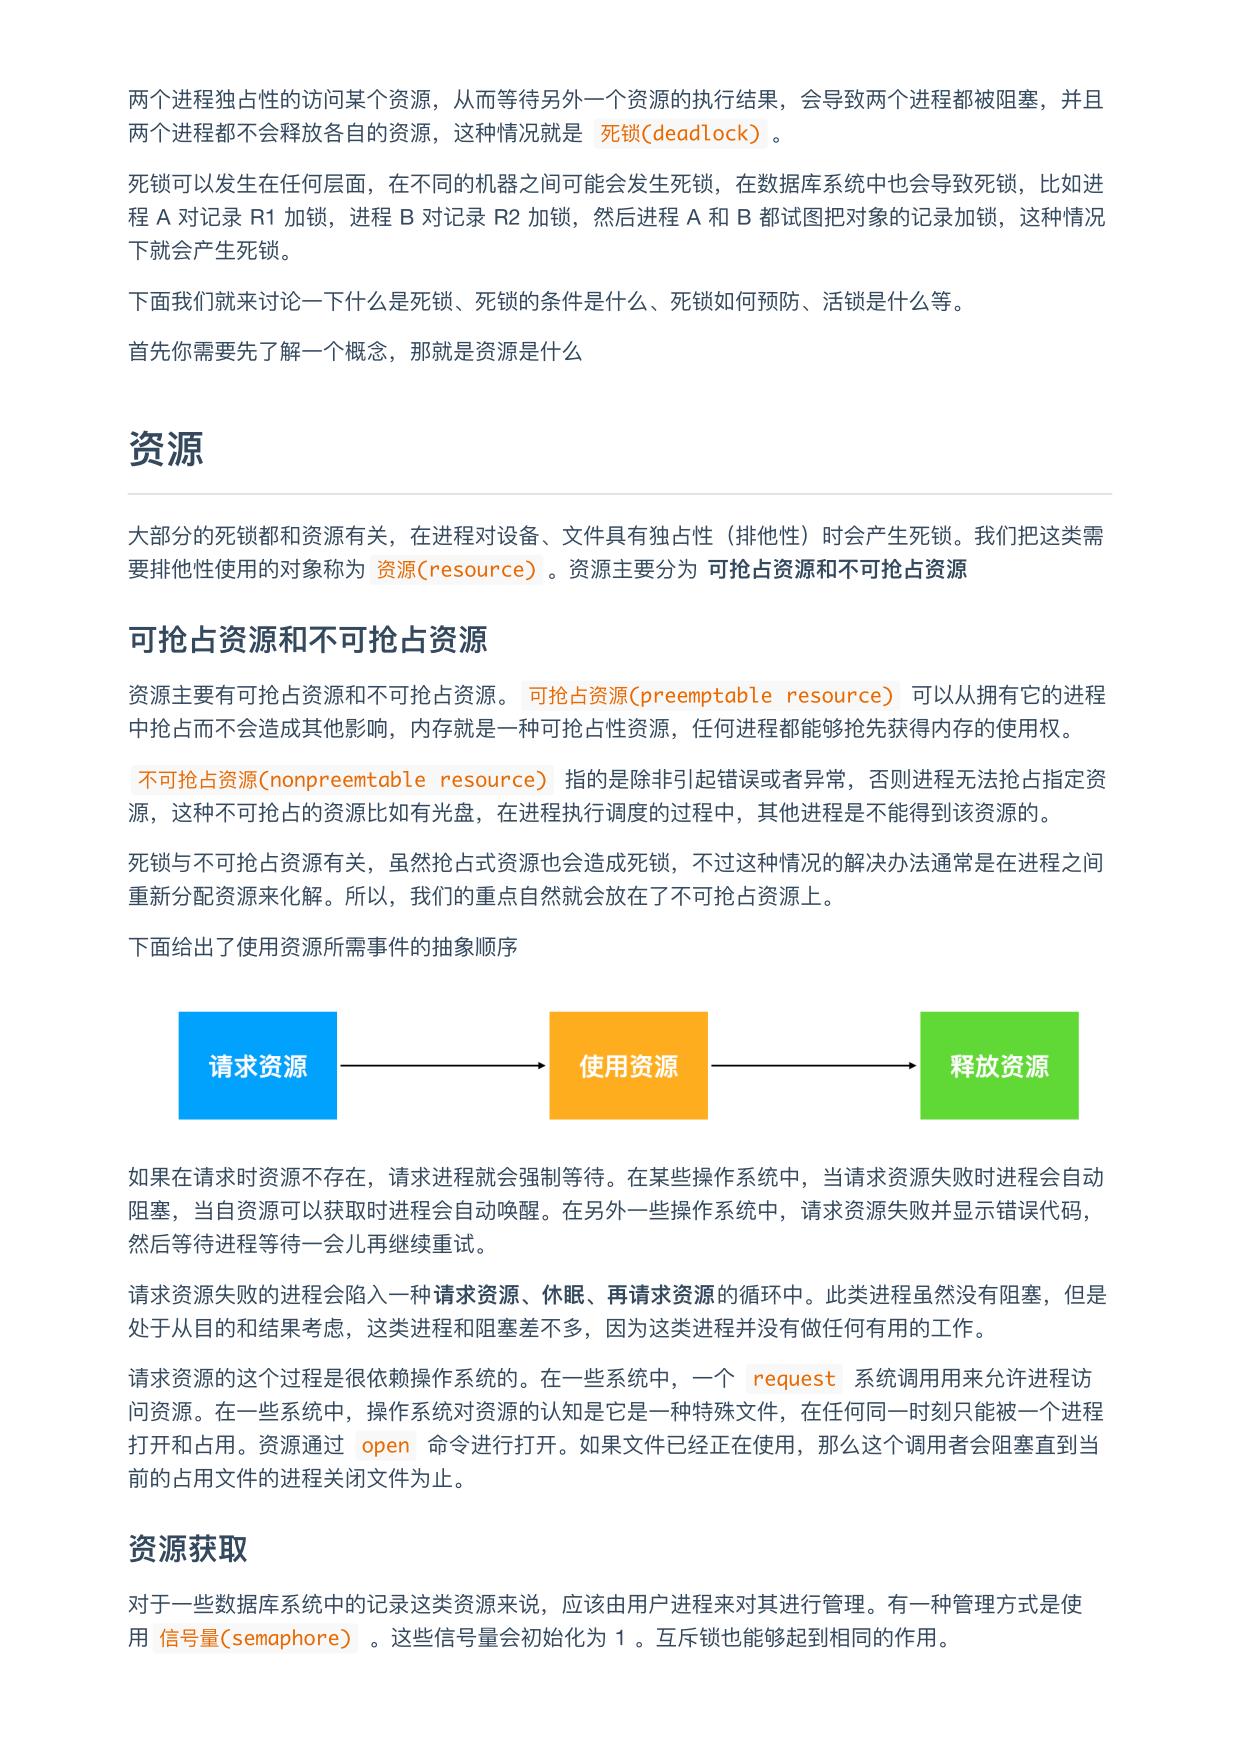 两个进程独占性的访问某个资源，从而等待另外一个资源的执行结果，会导致两个进程都被阻塞，并且
两个进程都不会释放各自的资源，这种情况就是 死锁(deadlock) 。
死锁可以发生在任何层面，在不同的机器之间可能会发生死锁，在数据库系统中也会导致死锁，比如进
程 A 对记录 R1 加锁，进程 B 对记录 R2 加锁，然后进程 A 和 B 都试图把对象的记录加锁，这种情况
下就会产生死锁。
下面我们就来讨论一下什么是死锁、死锁的条件是什么、死锁如何预防、活锁是什么等。
首先你需要先了解一个概念，那就是资源是什么
资源
大部分的死锁都和资源有关，在进程对设备、文件具有独占性（排他性）时会产生死锁。我们把这类需
要排他性使用的对象称为 资源(resource) 。资源主要分为 可抢占资源和不可抢占资源
可抢占资源和不可抢占资源
资源主要有可抢占资源和不可抢占资源。 可抢占资源(preemptable resource) 可以从拥有它的进程
中抢占而不会造成其他影响，内存就是一种可抢占性资源，任何进程都能够抢先获得内存的使用权。
不可抢占资源(nonpreemtable resource) 指的是除非引起错误或者异常，否则进程无法抢占指定资
源，这种不可抢占的资源比如有光盘，在进程执行调度的过程中，其他进程是不能得到该资源的。
死锁与不可抢占资源有关，虽然抢占式资源也会造成死锁，不过这种情况的解决办法通常是在进程之间
重新分配资源来化解。所以，我们的重点自然就会放在了不可抢占资源上。
下面给出了使用资源所需事件的抽象顺序
请求资源 使用资源 释放资源
如果在请求时资源不存在，请求进程就会强制等待。在某些操作系统中，当请求资源失败时进程会自动
阻塞，当自资源可以获取时进程会自动唤醒。在另外一些操作系统中，请求资源失败并显示错误代码，
然后等待进程等待一会儿再继续重试。
请求资源失败的进程会陷入一种请求资源、休眠、再请求资源的循环中。此类进程虽然没有阻塞，但是
处于从目的和结果考虑，这类进程和阻塞差不多，因为这类进程并没有做任何有用的工作。
请求资源的这个过程是很依赖操作系统的。在一些系统中，一个 request 系统调用用来允许进程访
问资源。在一些系统中，操作系统对资源的认知是它是一种特殊文件，在任何同一时刻只能被一个进程
打开和占用。资源通过 open 命令进行打开。如果文件已经正在使用，那么这个调用者会阻塞直到当
前的占用文件的进程关闭文件为止。
资源获取
对于一些数据库系统中的记录这类资源来说，应该由用户进程来对其进行管理。有一种管理方式是使
用 信号量(semaphore) 。这些信号量会初始化为 1 。互斥锁也能够起到相同的作用。